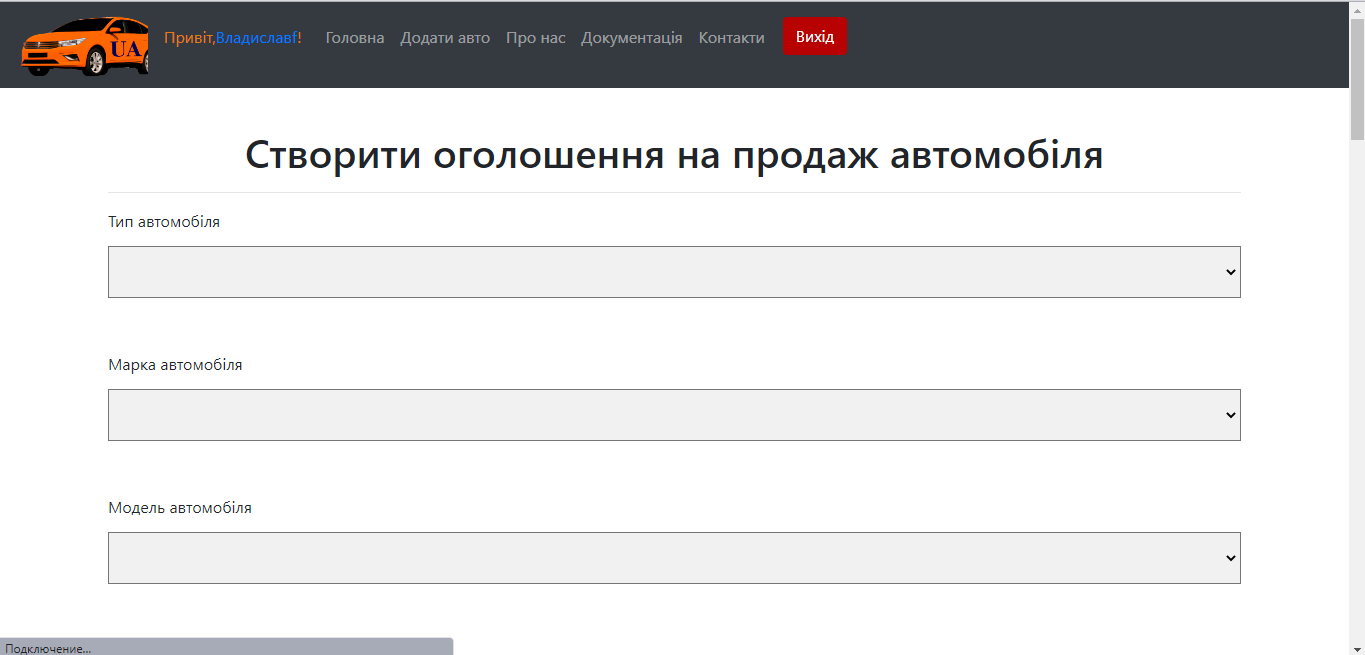 UA
Привіт,Владиславf! Головна Додати авто Про нас Документація Контакти Вихід
Створити оголошення на продаж автомобіля
Тип автомобіля
Марка автомобіля
Модель автомобіля
Подключение...